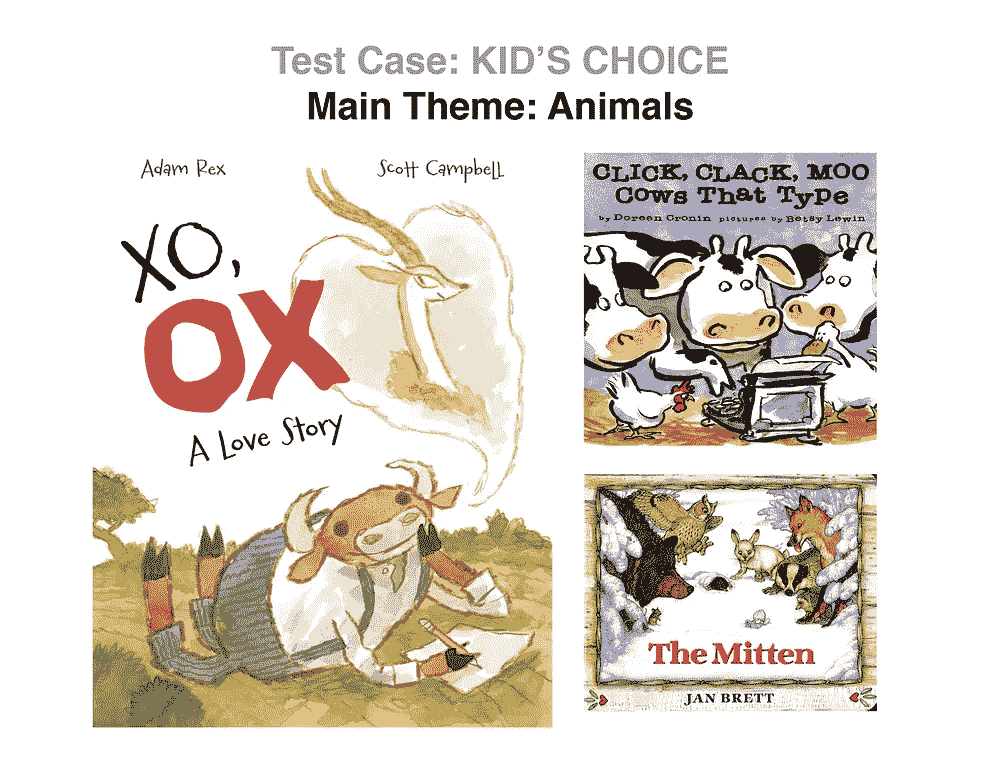 Test Case: KID'S CHOICE
Main Theme: Animals
Adam Rex
Scott Campbell
XO,
OX
A Love Story
CLICK, CLACK, MOO
Cows That Type
by Doreen Cronin pictures by Betsy Lewin
The Mitten
JAN BRETT